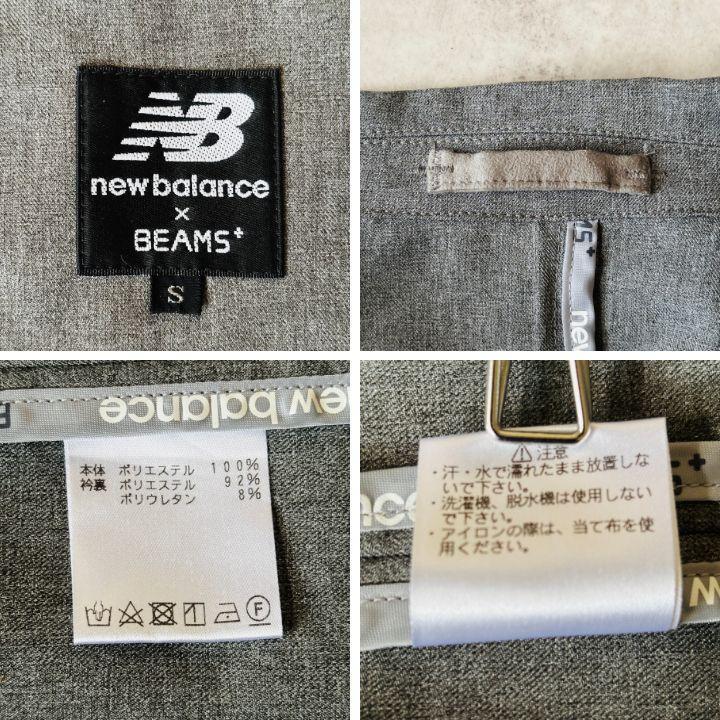 new balance
×
BEAMS+
S
MS+
new
new balance
本体 ポリエステル 100%
衿裏 ポリエステル 92%
ポリウレタン 8%
F
⚠注意
・汗・水で濡れたまま放置しな
いで下さい。
・洗濯機、脱水機は使用しない
で下さい。
・アイロンの際は、当て布を使
用ください。